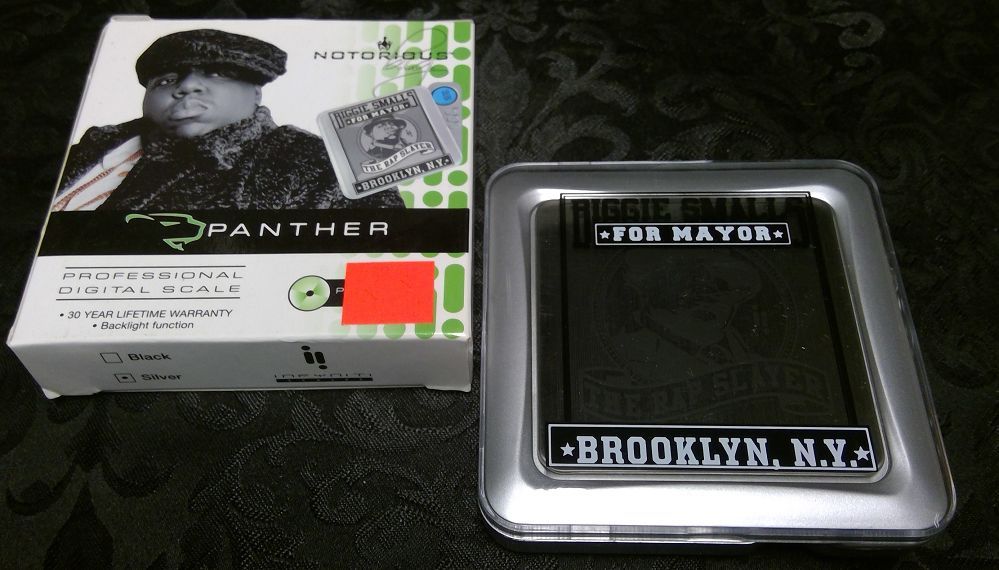 NOTORIOUS
BIGGIE SMALLS
FOR MAYOR
THE RAP SLAYER
BROOKLYN, N.Y.
PANTHER
PROFESSIONAL
DIGITAL SCALE
• 30 YEAR LIFETIME WARRANTY
• Backlight function
Black
Silver
INFINITI
BIGGIE SMALLS
★FOR MAYOR★
THE RAP SLAYER
★BROOKLYN, N.Y.★